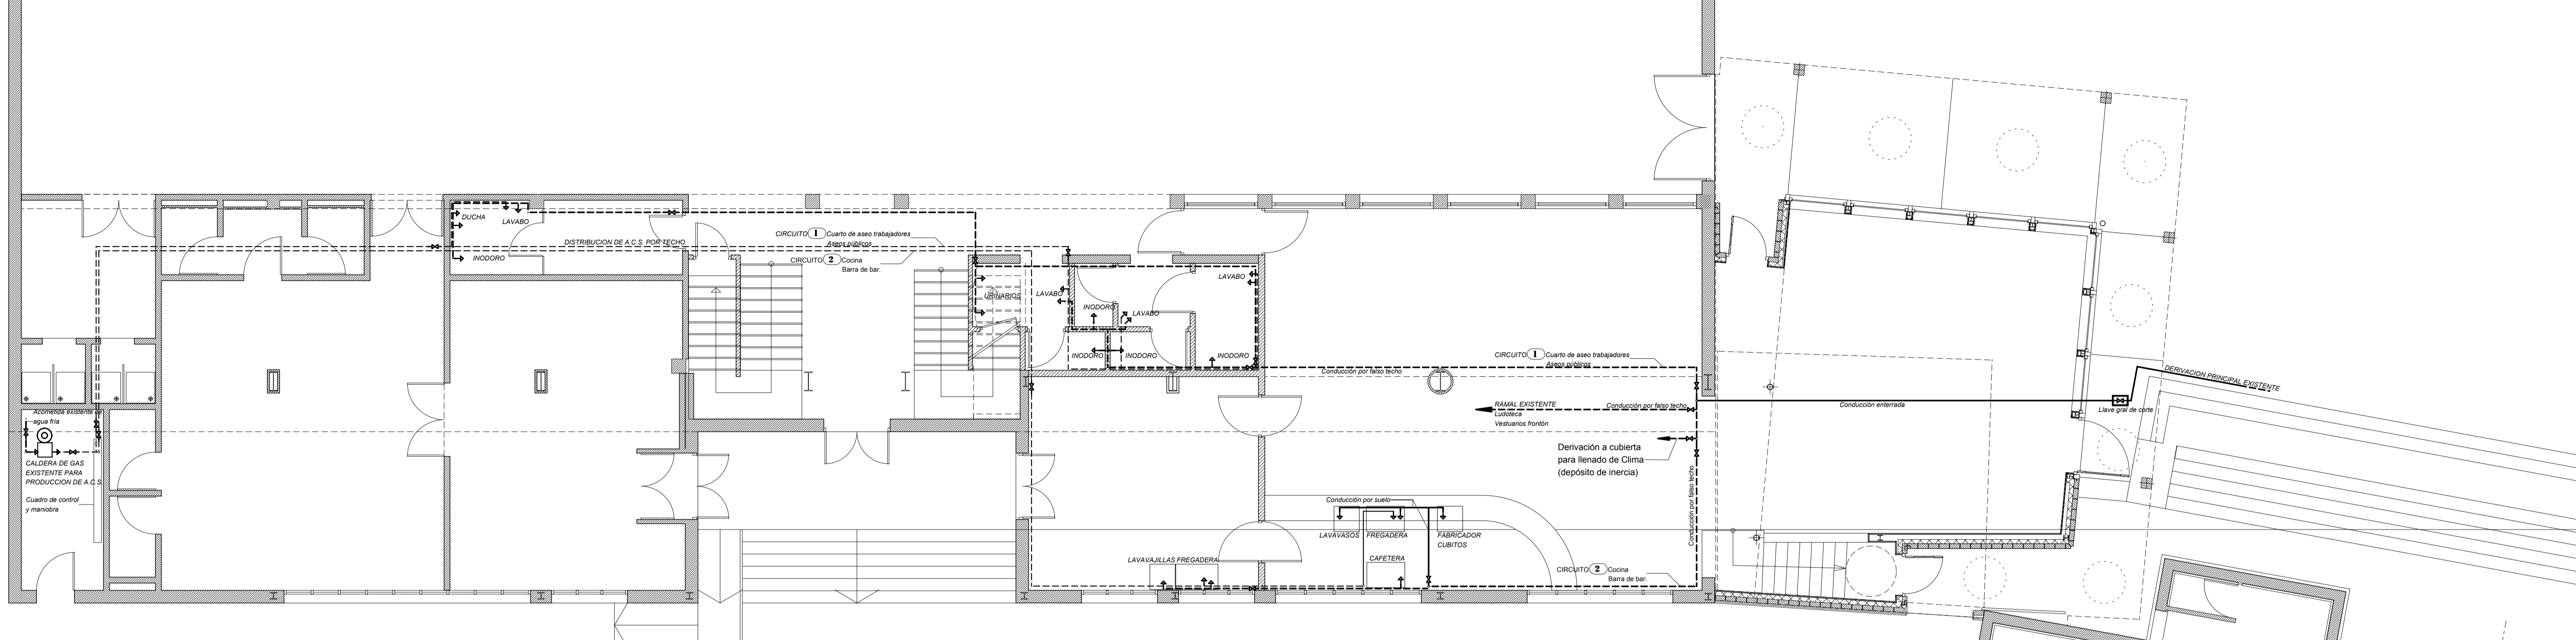 DUCHA
LAVABO
INODORO
DISTRIBUCION DE A.C.S. POR TECHO
CIRCUITO 1 Cuarto de aseo trabajadores
Aseos públicos
CIRCUITO 2 Cocina
Barra de bar.
URINARIOS
LAVABO
INODORO
LAVABO
LAVABO
INODORO
INODORO
INODORO
Conducción por falso techo
CIRCUITO 1 Cuarto de aseo trabajadores
Aseos públicos
RAMAL EXISTENTE
Ludoteca
Vestuarios frontón
Conducción por falso techo
Derivación a cubierta
para llenado de Clima
(depósito de inercia)
Conducción por falso techo
DERIVACION PRINCIPAL EXISTENTE
Llave gral de corte
Conducción enterrada
Acometida existente de
agua fría
CALDERA DE GAS
EXISTENTE PARA
PRODUCCION DE A.C.S.
Cuadro de control
y maniobra
Conducción por suelo
LAVAVASOS
FREGADERA
FABRICADOR
CUBITOS
LAVAVAJILLAS
FREGADERA
CAFETERA
CIRCUITO 2 Cocina
Barra de bar.